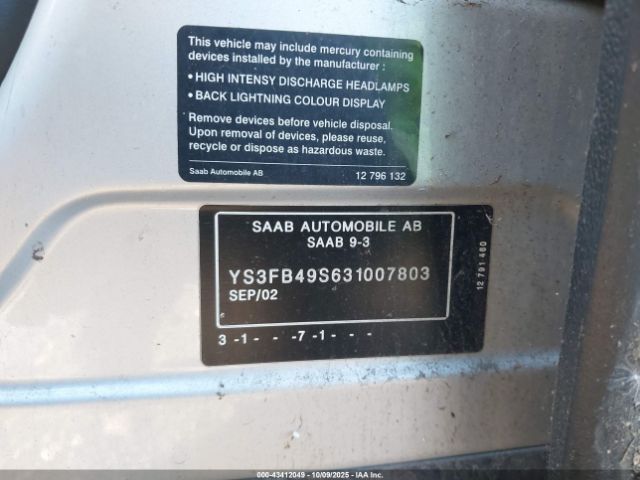 This vehicle may include mercury containing
devices installed by the manufacturer :
• HIGH INTENSY DISCHARGE HEADLAMPS
• BACK LIGHTNING COLOUR DISPLAY
Remove devices before vehicle disposal.
Upon removal of devices, please reuse,
recycle or dispose as hazardous waste.
Saab Automobile AB 12 796 132
SAAB AUTOMOBILE AB
SAAB 9-3
YS3FB49S631007803
SEP/02
3 -1- - -7 -1- - -
12 791 460
00-43412049 | 10/09/2025 | © IAA Inc.